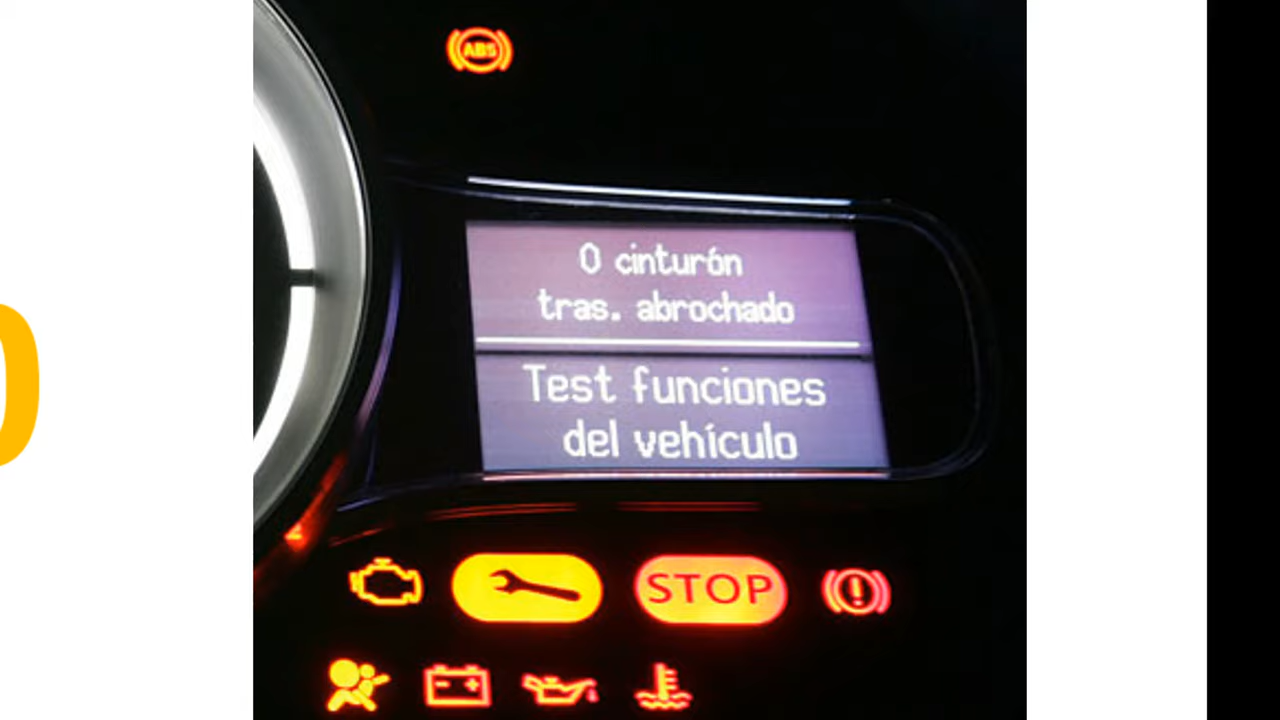 ABS
0 cinturón
tras. abrochado
Test funciones
del vehículo
STOP